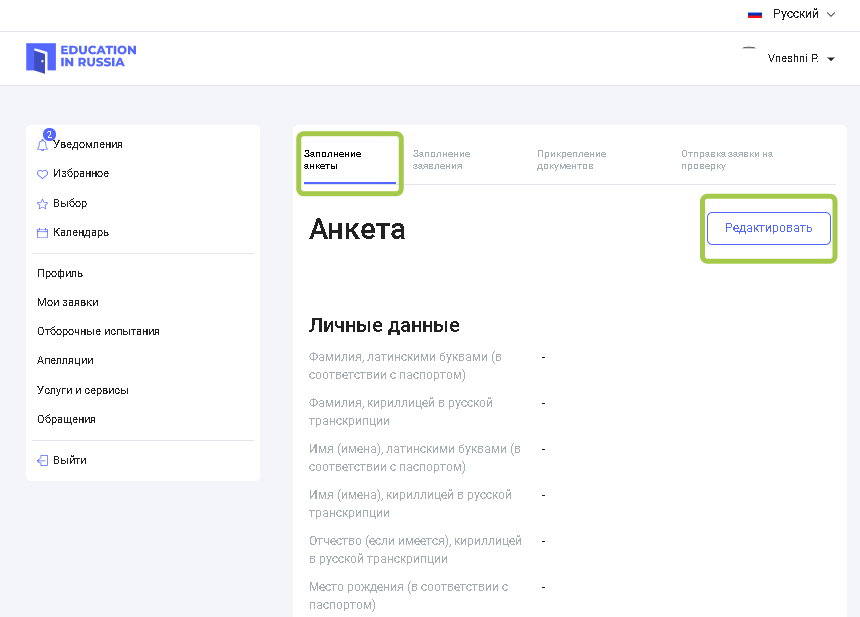 Русский
EDUCATION
IN RUSSIA
Vneshni P.
2
Уведомления
Избранное
Выбор
Календарь
Профиль
Мои заявки
Отборочные испытания
Апелляции
Услуги и сервисы
Обращения
Выйти
Заполнение
анкеты
Заполнение
заявления
Прикрепление
документов
Отправка заявки на
проверку
Анкета
Редактировать
Личные данные
Фамилия, латинскими буквами (в -
соответствии с паспортом)
Фамилия, кириллицей в русской -
транскрипции
Имя (имена), латинскими буквами (в -
соответствии с паспортом)
Имя (имена), кириллицей в русской -
транскрипции
Отчество (если имеется), кириллицей -
в русской транскрипции
Место рождения (в соответствии с -
паспортом)